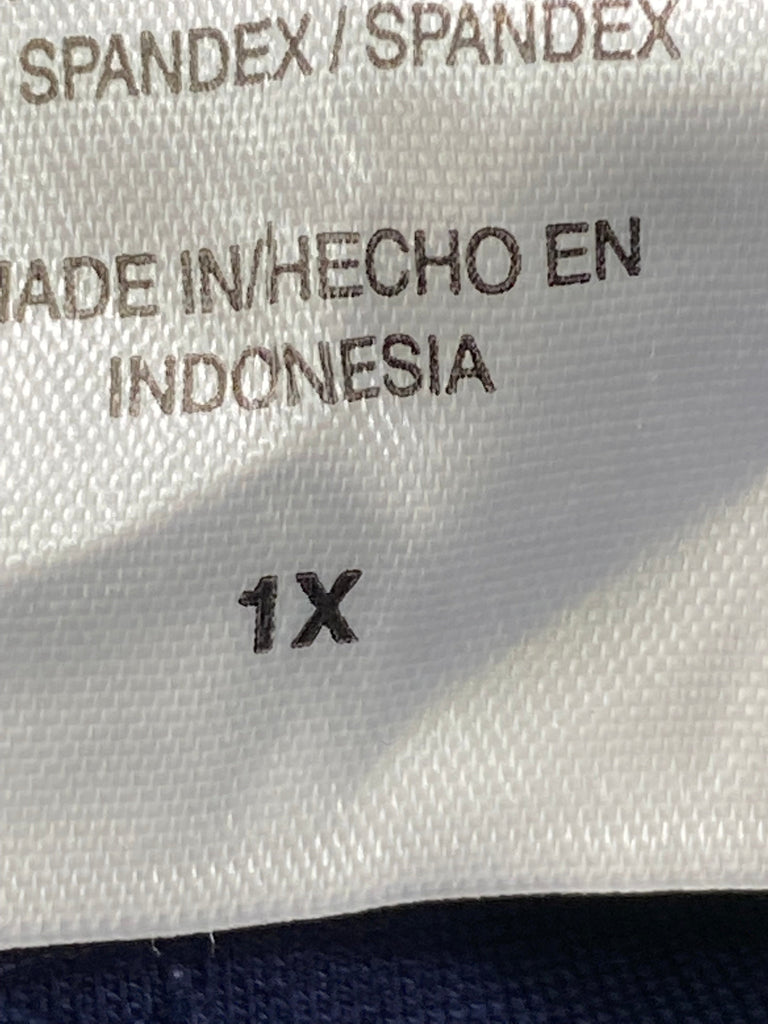 SPANDEX / SPANDEX
MADE IN/HECHO EN
INDONESIA
1X